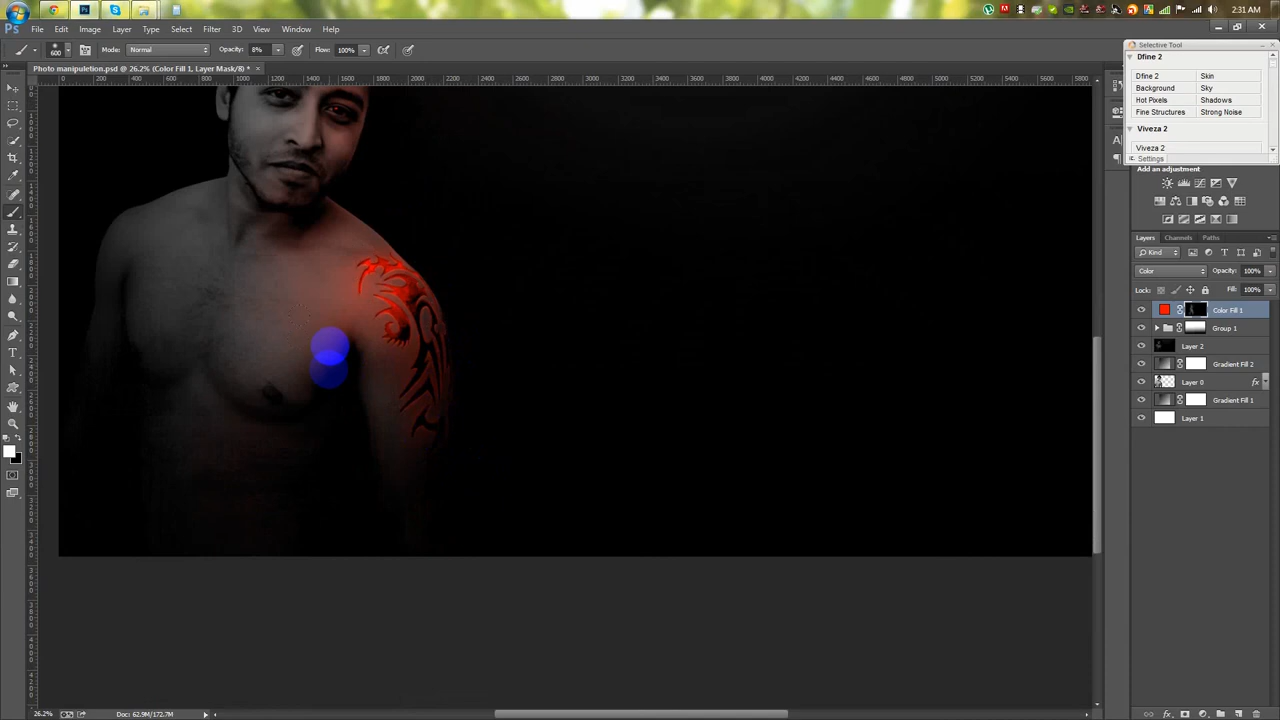 2:31 AM
Ps File Edit Image Layer Type Select Filter 3D View Window Help
600 Mode: Normal Opacity: 8% Flow: 100%
Selective Tool
Photo manipuletion.psd @ 26.2% (Color Fill 1, Layer Mask/8) *
Dfine 2
Dfine 2 Skin
Background Sky
Hot Pixels Shadows
Fine Structures Strong Noise
Viveza 2
Viveza 2
Settings
Add an adjustment
Layers Channels Paths
Kind
Color Opacity: 100%
Lock: Fill: 100%
Color Fill 1
Group 1
Layer 2
Gradient Fill 2
Layer 0 fx
Gradient Fill 1
Layer 1
26.2% Doc: 62.9M/172.7M